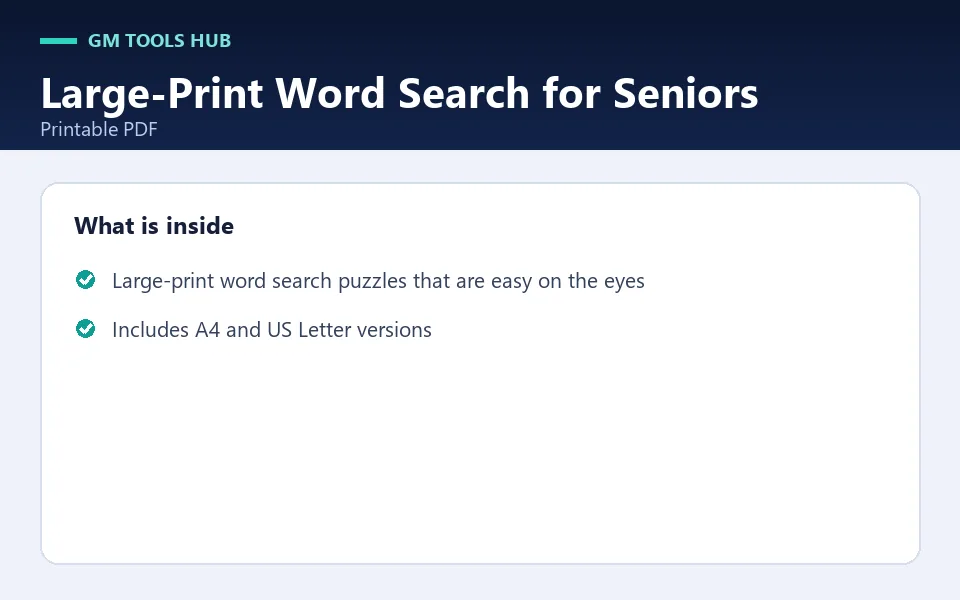 GM TOOLS HUB
Large-Print Word Search for Seniors
Printable PDF
What is inside
Large-print word search puzzles that are easy on the eyes
Includes A4 and US Letter versions